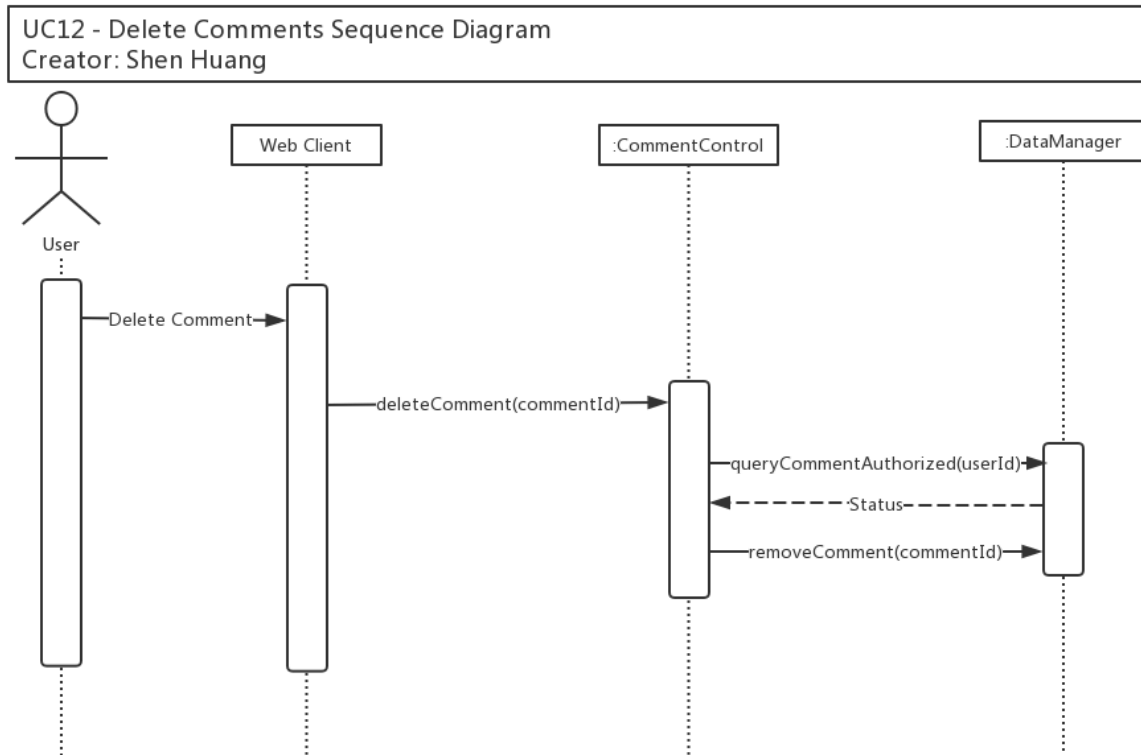 UC12 - Delete Comments Sequence Diagram
Creator: Shen Huang
Web Client
:CommentControl
:DataManager
User
Delete Comment
deleteComment(commentId)
queryCommentAuthorized(userId)
Status
removeComment(commentId)